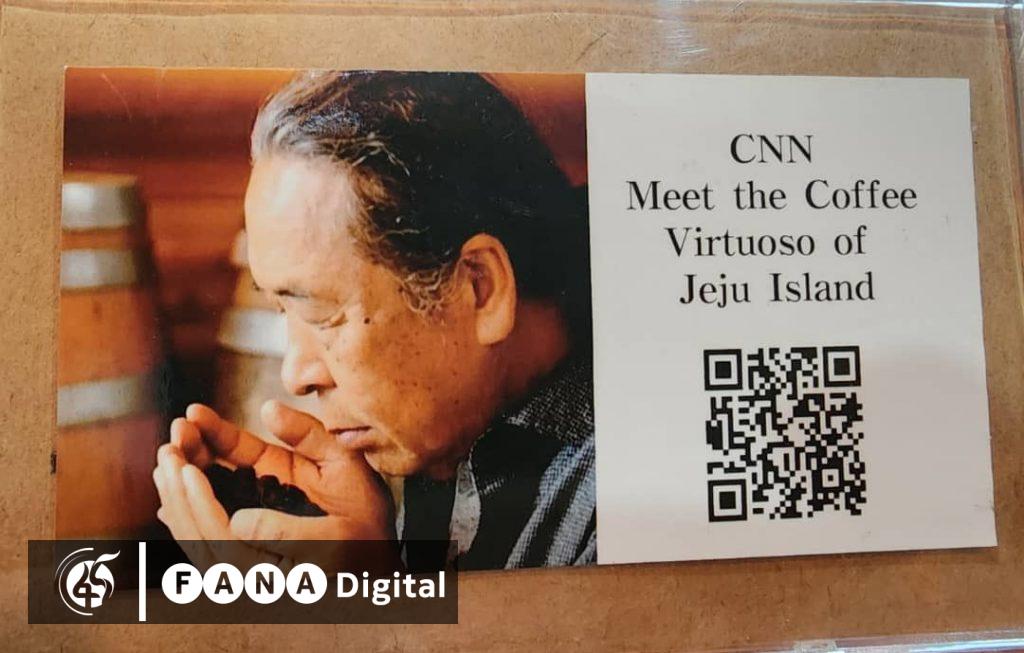 CNN
Meet the Coffee
Virtuoso of
Jeju Island
FANA Digital